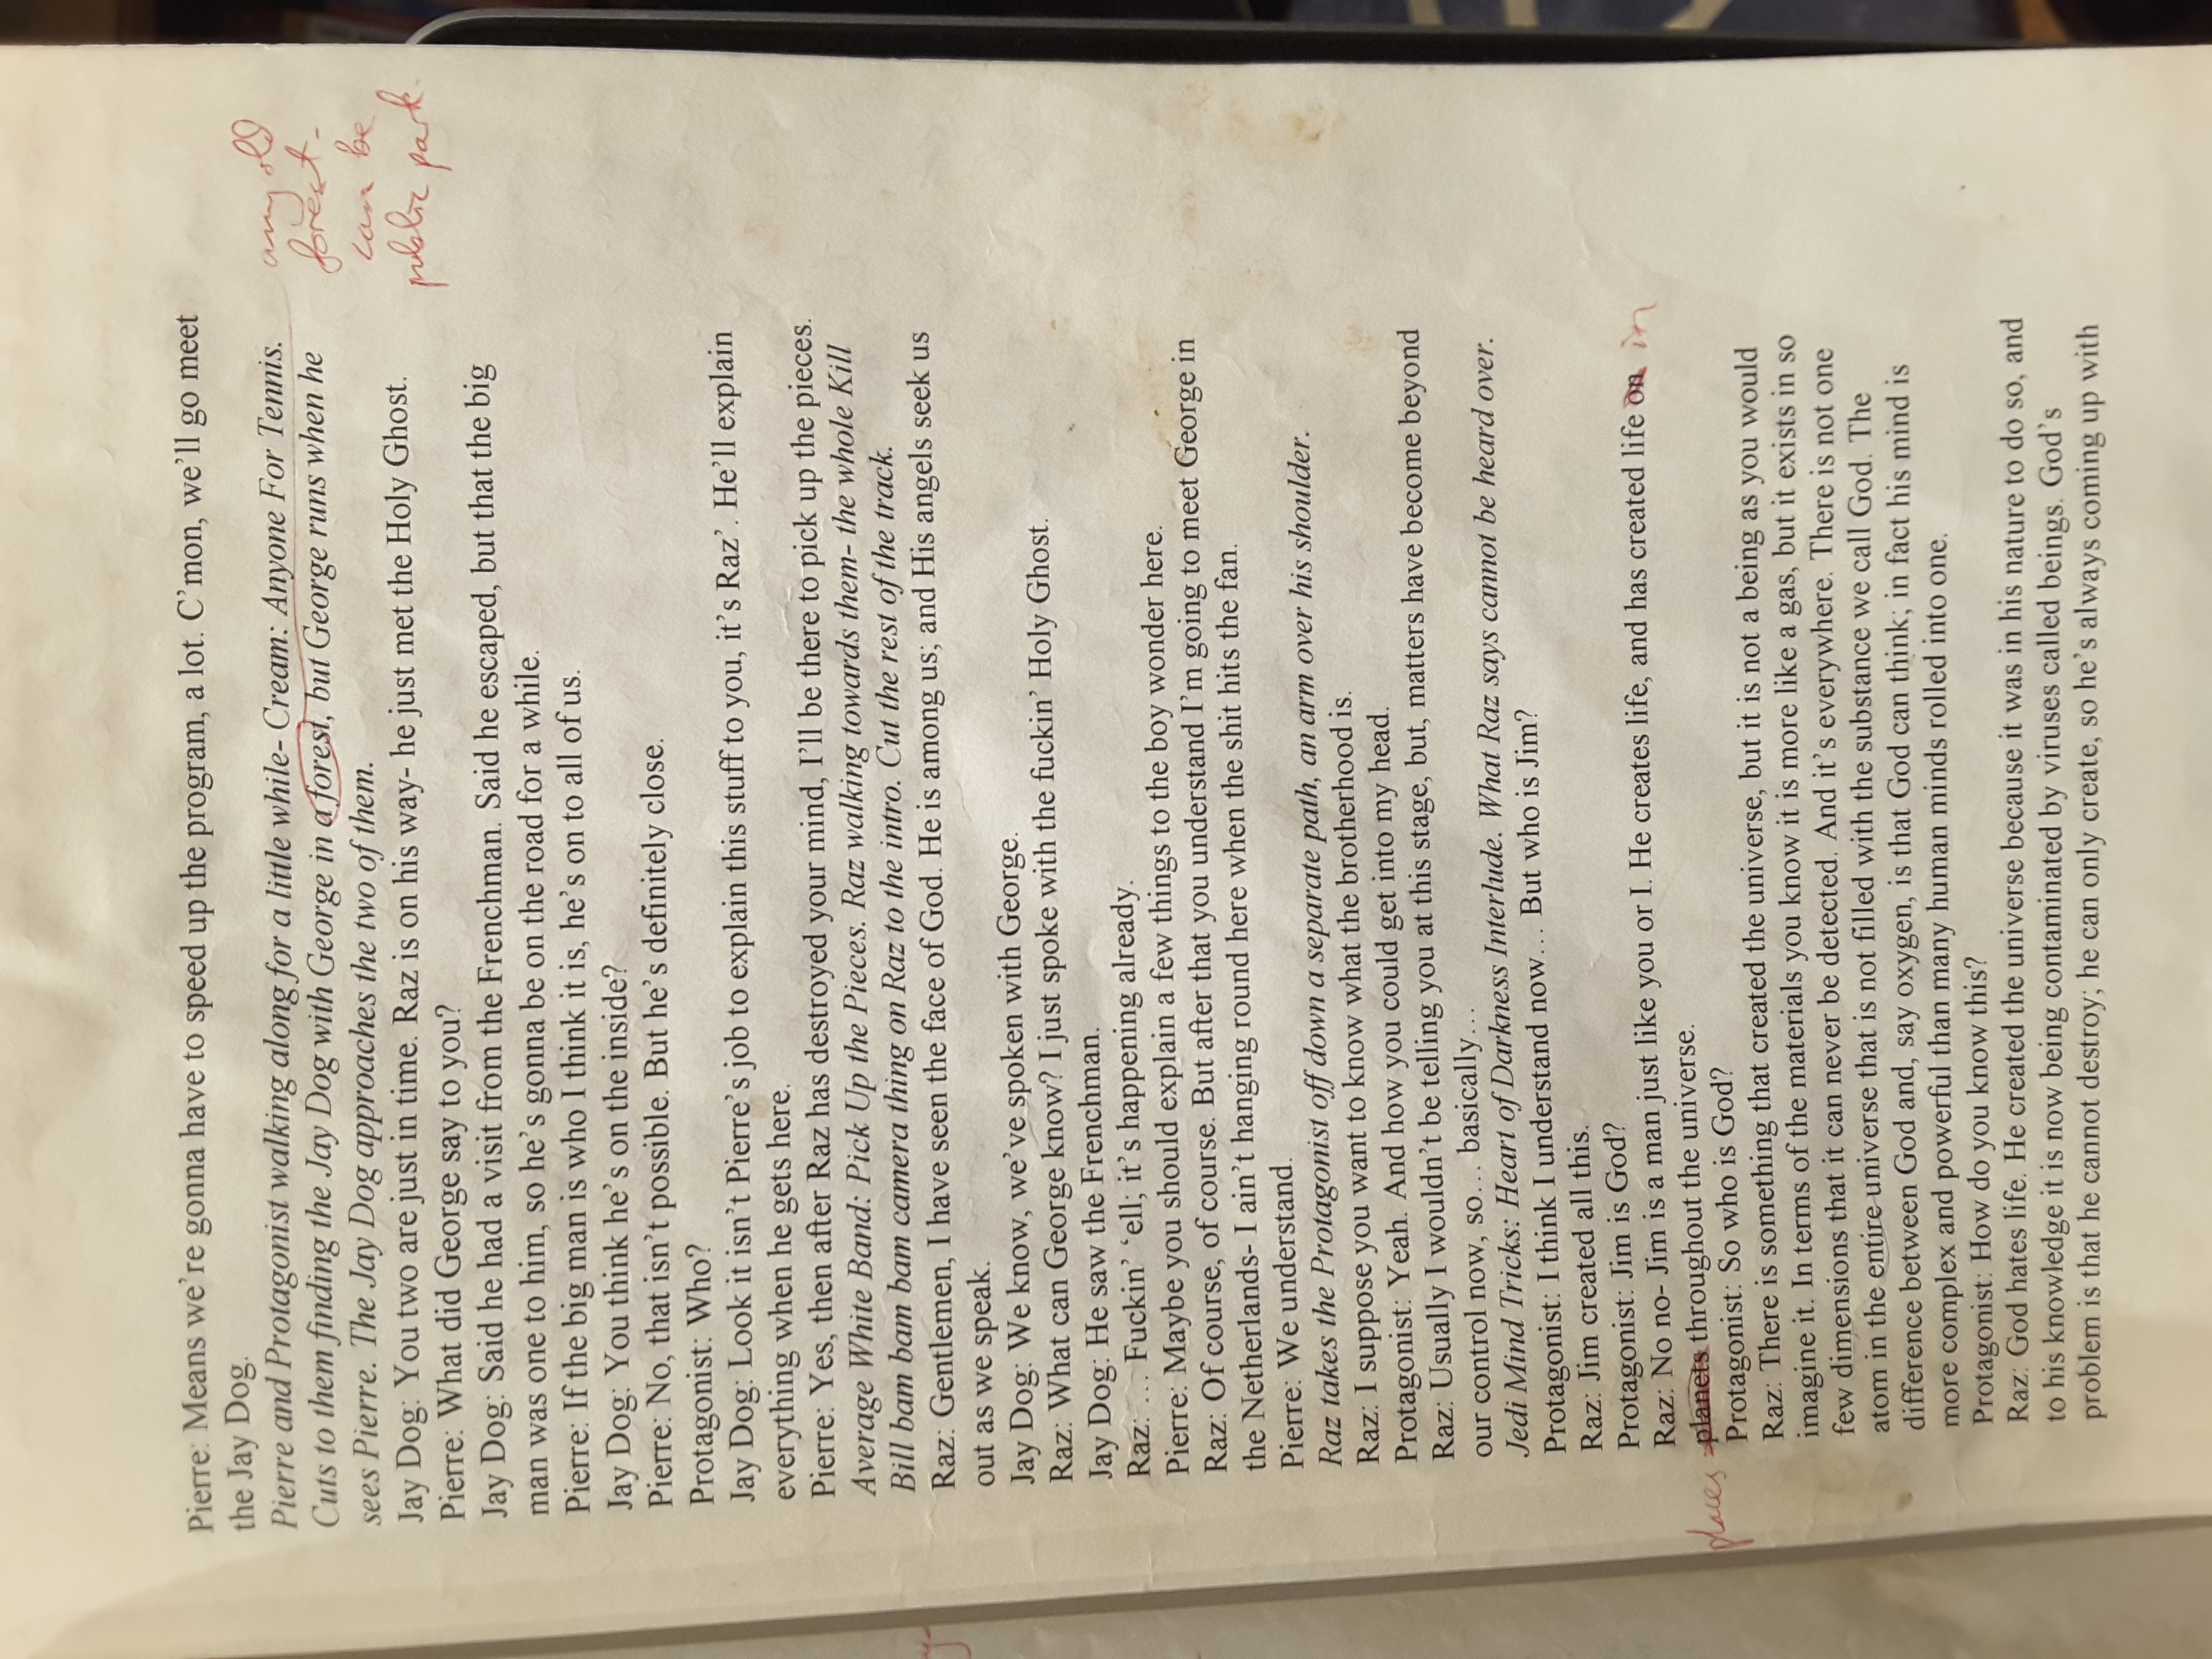 Pierre: Means we're gonna have to speed up the program, a lot. C'mon, we'll go meet
the Jay Dog.
Pierre and Protagonist walking along for a little while- Cream: Anyone For Tennis.
Cuts to them finding the Jay Dog with George in a forest, but George runs when he
sees Pierre. The Jay Dog approaches the two of them.
any old
forest-
can be
public park.
Jay Dog: You two are just in time. Raz is on his way- he just met the Holy Ghost.
Pierre: What did George say to you?
Jay Dog: Said he had a visit from the Frenchman. Said he escaped, but that the big
man was one to him, so he's gonna be on the road for a while.
Pierre: If the big man is who I think it is, he's on to all of us.
Jay Dog: You think he's on the inside?
Pierre: No, that isn't possible. But he's definitely close.
Protagonist: Who?
Jay Dog: Look it isn't Pierre's job to explain this stuff to you, it's Raz'. He'll explain
everything when he gets here.
Pierre: Yes, then after Raz has destroyed your mind, I'll be there to pick up the pieces.
Average White Band: Pick Up the Pieces. Raz walking towards them- the whole Kill
Bill bam bam bam camera thing on Raz to the intro. Cut the rest of the track.
Raz: Gentlemen, I have seen the face of God. He is among us; and His angels seek us
out as we speak.
Jay Dog: We know, we've spoken with George.
Raz: What can George know? I just spoke with the fuckin' Holy Ghost.
Jay Dog: He saw the Frenchman.
Raz: … Fuckin' ‘ell; it's happening already.
Pierre: Maybe you should explain a few things to the boy wonder here.
Raz: Of course, of course. But after that you understand I'm going to meet George in
the Netherlands- I ain't hanging round here when the shit hits the fan.
Pierre: We understand.
Raz takes the Protagonist off down a separate path, an arm over his shoulder.
Raz: I suppose you want to know what the brotherhood is.
Protagonist: Yeah. And how you could get into my head.
Raz: Usually I wouldn't be telling you at this stage, but, matters have become beyond
our control now, so… basically…
Jedi Mind Tricks: Heart of Darkness Interlude. What Raz says cannot be heard over.
Protagonist: I think I understand now… But who is Jim?
Raz: Jim created all this.
Protagonist: Jim is God?
Raz: No no- Jim is a man just like you or I. He creates life, and has created life on in
places planets throughout the universe.
Protagonist: So who is God?
Raz: There is something that created the universe, but it is not a being as you would
imagine it. In terms of the materials you know it is more like a gas, but it exists in so
few dimensions that it can never be detected. And it's everywhere. There is not one
atom in the entire universe that is not filled with the substance we call God. The
difference between God and, say oxygen, is that God can think; in fact his mind is
more complex and powerful than many human minds rolled into one.
Protagonist: How do you know this?
Raz: God hates life. He created the universe because it was in his nature to do so, and
to his knowledge it is now being contaminated by viruses called beings. God's
problem is that he cannot destroy; he can only create, so he's always coming up with